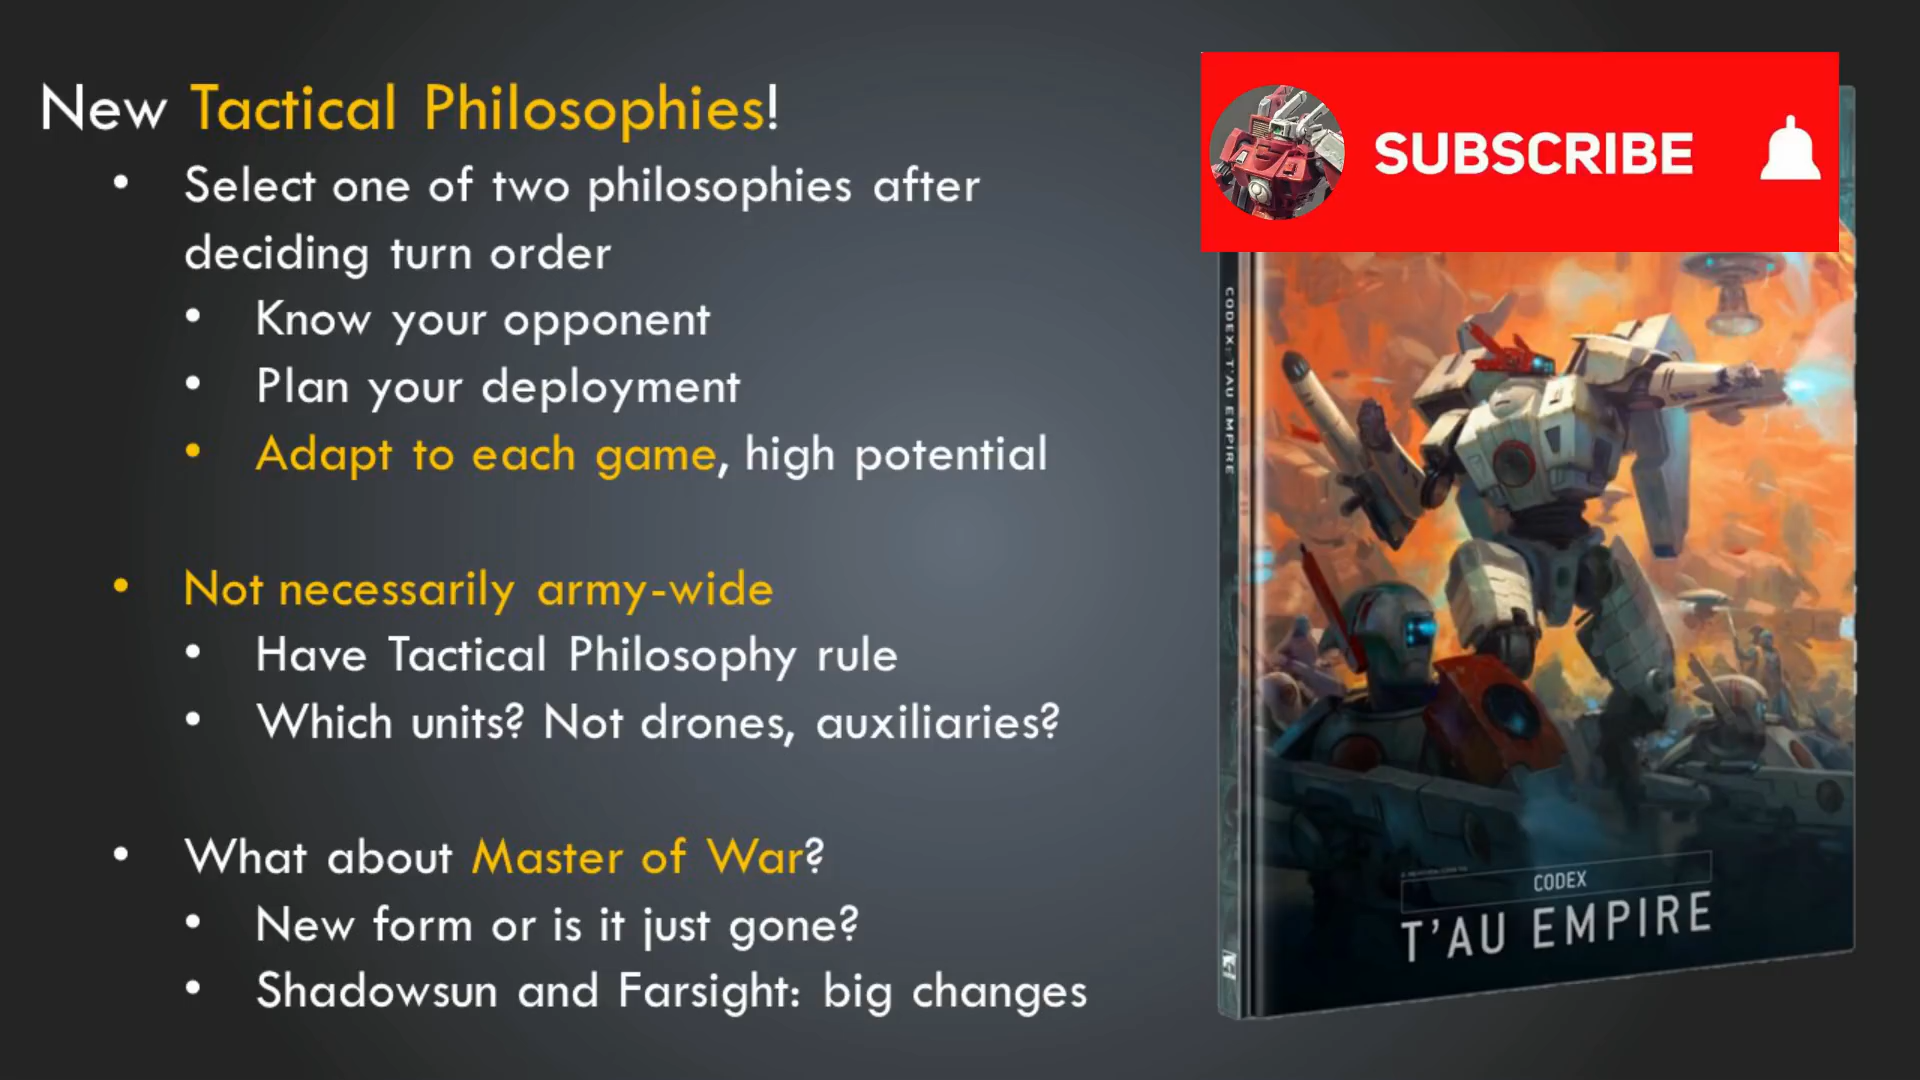 New Tactical Philosophies!
• Select one of two philosophies after
deciding turn order
• Know your opponent
• Plan your deployment
• Adapt to each game, high potential
• Not necessarily army-wide
• Have Tactical Philosophy rule
• Which units? Not drones, auxiliaries?
• What about Master of War?
• New form or is it just gone?
• Shadowsun and Farsight: big changes
SUBSCRIBE
CODEX: T'AU EMPIRE
CODEX
T'AU EMPIRE